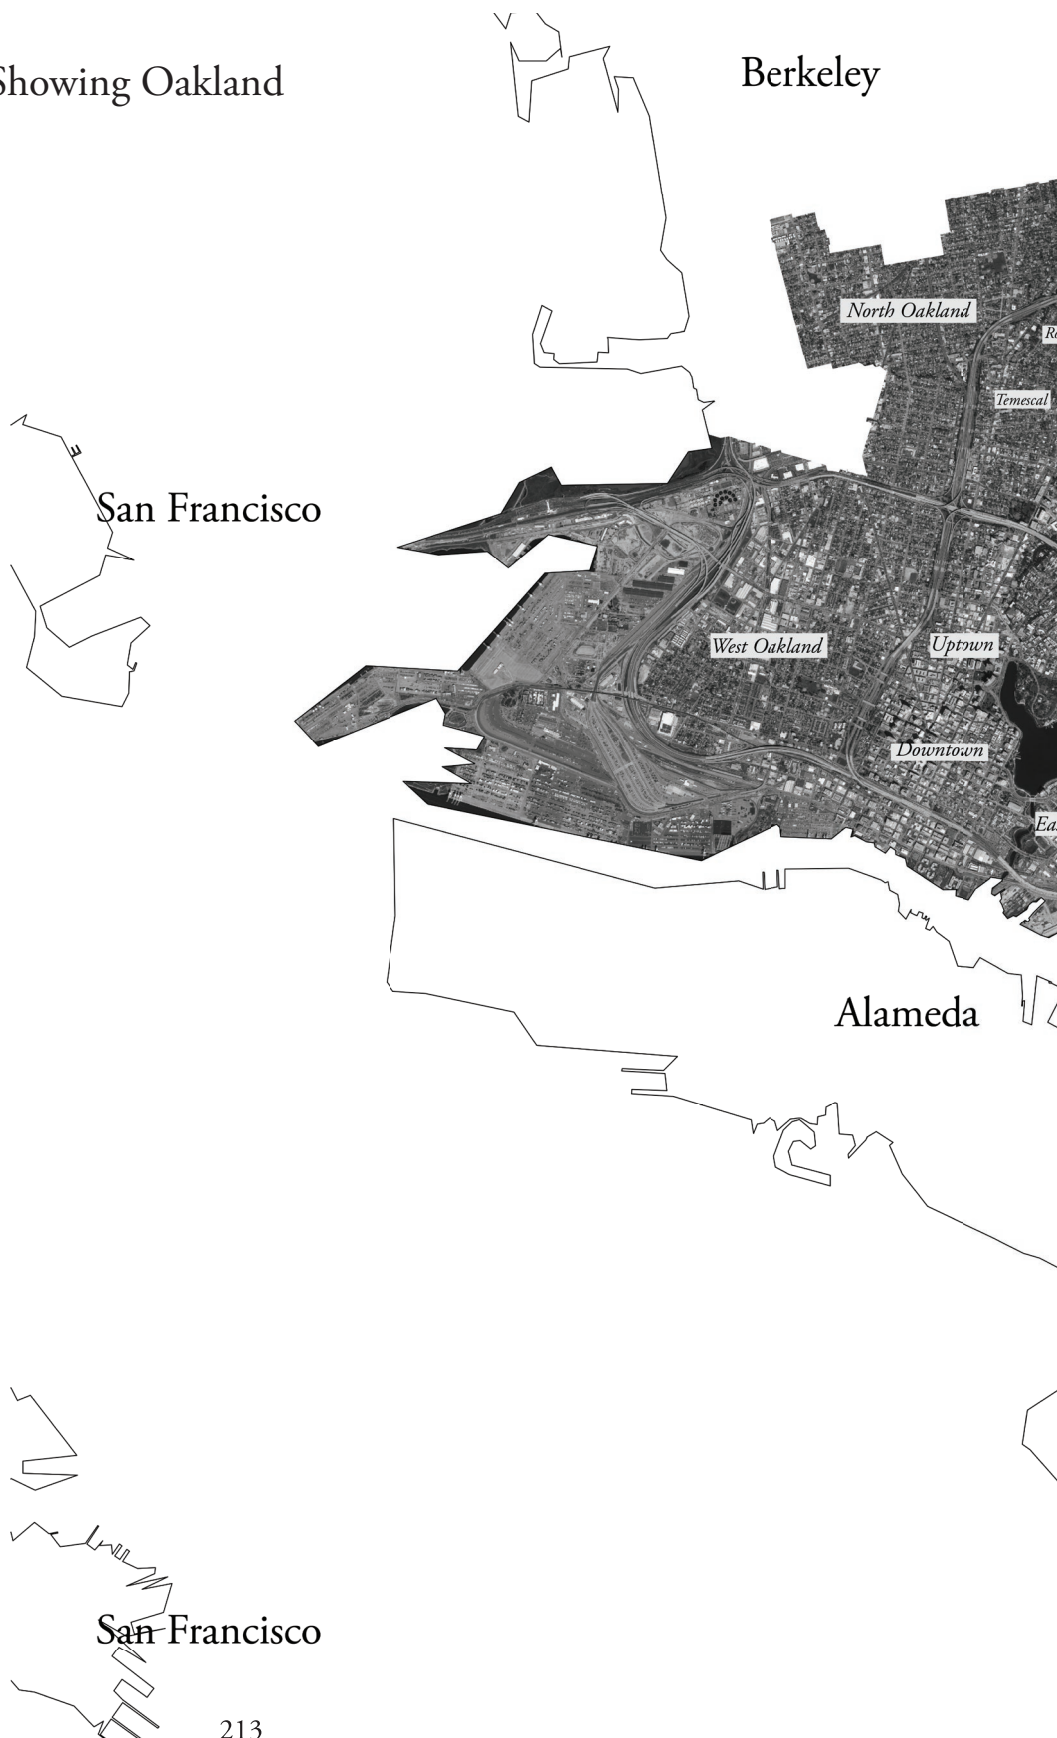 Showing Oakland
Berkeley
North Oakland
Temescal
San Francisco
West Oakland
Uptown
Downtown
Alameda
San Francisco
213